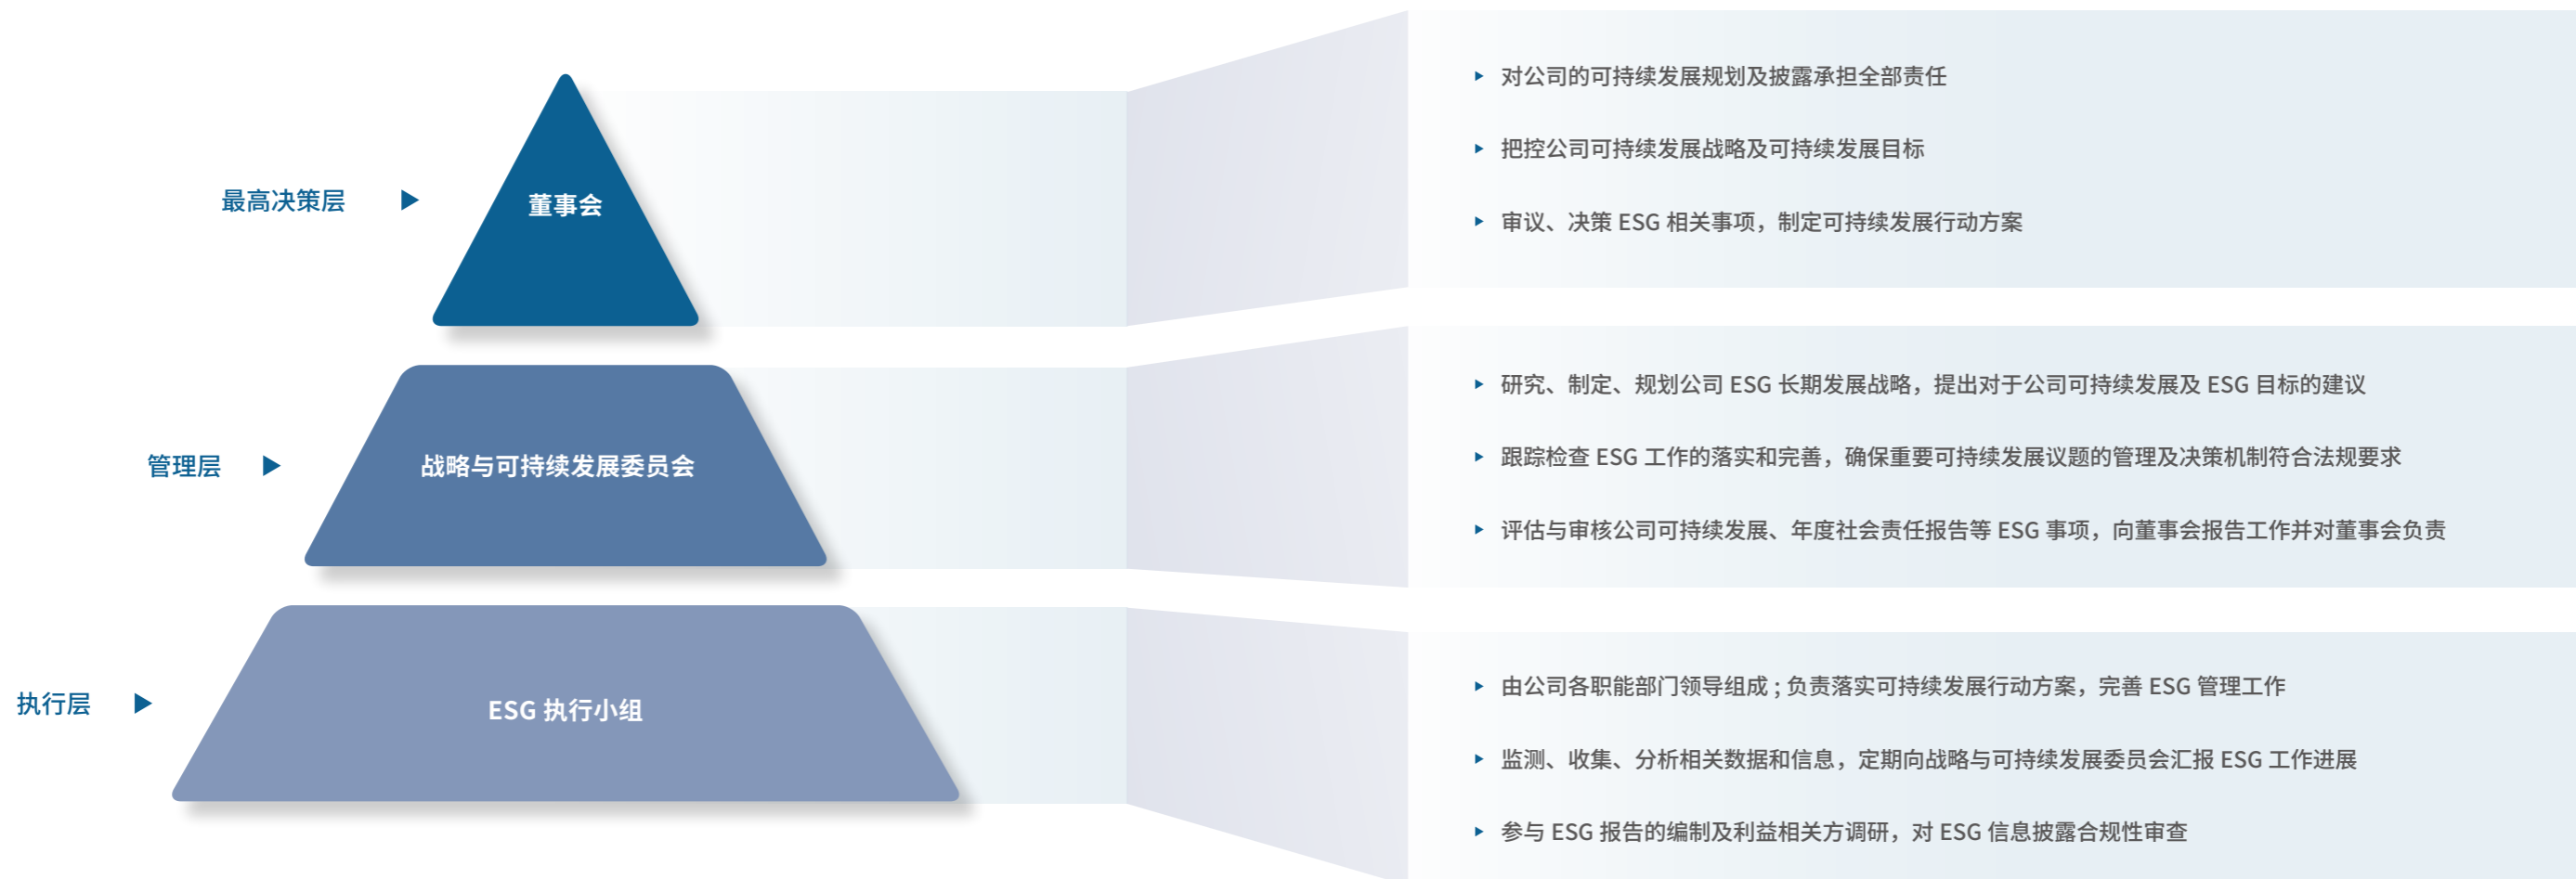 最高决策层
董事会
对公司的可持续发展规划及披露承担全部责任
把控公司可持续发展战略及可持续发展目标
审议、决策 ESG 相关事项，制定可持续发展行动方案
管理层
战略与可持续发展委员会
研究、制定、规划公司 ESG 长期发展战略，提出对于公司可持续发展及 ESG 目标的建议
跟踪检查 ESG 工作的落实和完善，确保重要可持续发展议题的管理及决策机制符合法规要求
评估与审核公司可持续发展、年度社会责任报告等 ESG 事项，向董事会报告工作并对董事会负责
执行层
ESG 执行小组
由公司各职能部门领导组成 ; 负责落实可持续发展行动方案，完善 ESG 管理工作
监测、收集、分析相关数据和信息，定期向战略与可持续发展委员会汇报 ESG 工作进展
参与 ESG 报告的编制及利益相关方调研，对 ESG 信息披露合规性审查